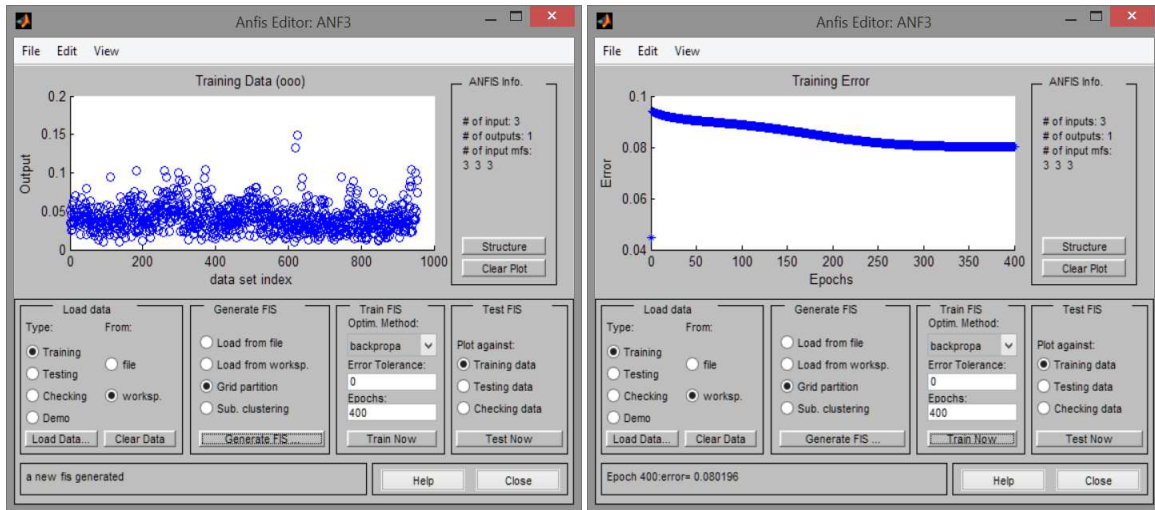 Anfis Editor: ANF3
File Edit View
Training Data (ooo)
0.2
0.15
0.1
0.05
0
Output
0 200 400 600 800 1000
data set index
ANFIS Info.
# of input: 3
# of outputs: 1
# of input mfs:
3 3 3
Structure
Clear Plot
Load data
Type: From:
Training
Testing
Checking
Demo
file
worksp.
Load Data... Clear Data
Generate FIS
Load from file
Load from worksp.
Grid partition
Sub. clustering
Generate FIS ...
Train FIS
Optim. Method:
backpropa
Error Tolerance:
0
Epochs:
400
Train Now
Test FIS
Plot against:
Training data
Testing data
Checking data
Test Now
a new fis generated
Help Close
Anfis Editor: ANF3
File Edit View
Training Error
0.1
0.08
0.06
0.04
Error
0 50 100 150 200 250 300 350 400
Epochs
ANFIS Info.
# of inputs: 3
# of outputs: 1
# of input mfs:
3 3 3
Structure
Clear Plot
Load data
Type: From:
Training
Testing
Checking
Demo
file
worksp.
Load Data... Clear Data
Generate FIS
Load from file
Load from worksp.
Grid partition
Sub. clustering
Generate FIS ...
Train FIS
Optim. Method:
backpropa
Error Tolerance:
0
Epochs:
400
Train Now
Test FIS
Plot against:
Training data
Testing data
Checking data
Test Now
Epoch 400:error= 0.080196
Help Close